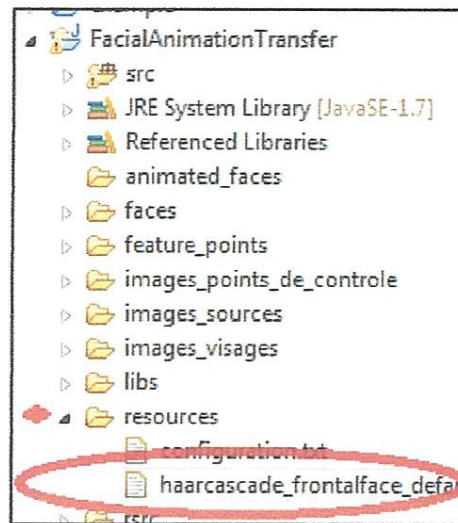 FacialAnimationTransfer
src
JRE System Library [JavaSE-1.7]
Referenced Libraries
animated_faces
faces
feature_points
images_points_de_controle
images_sources
images_visages
libs
resources
configuration.txt
haarcascade_frontalface_defa
rsrc